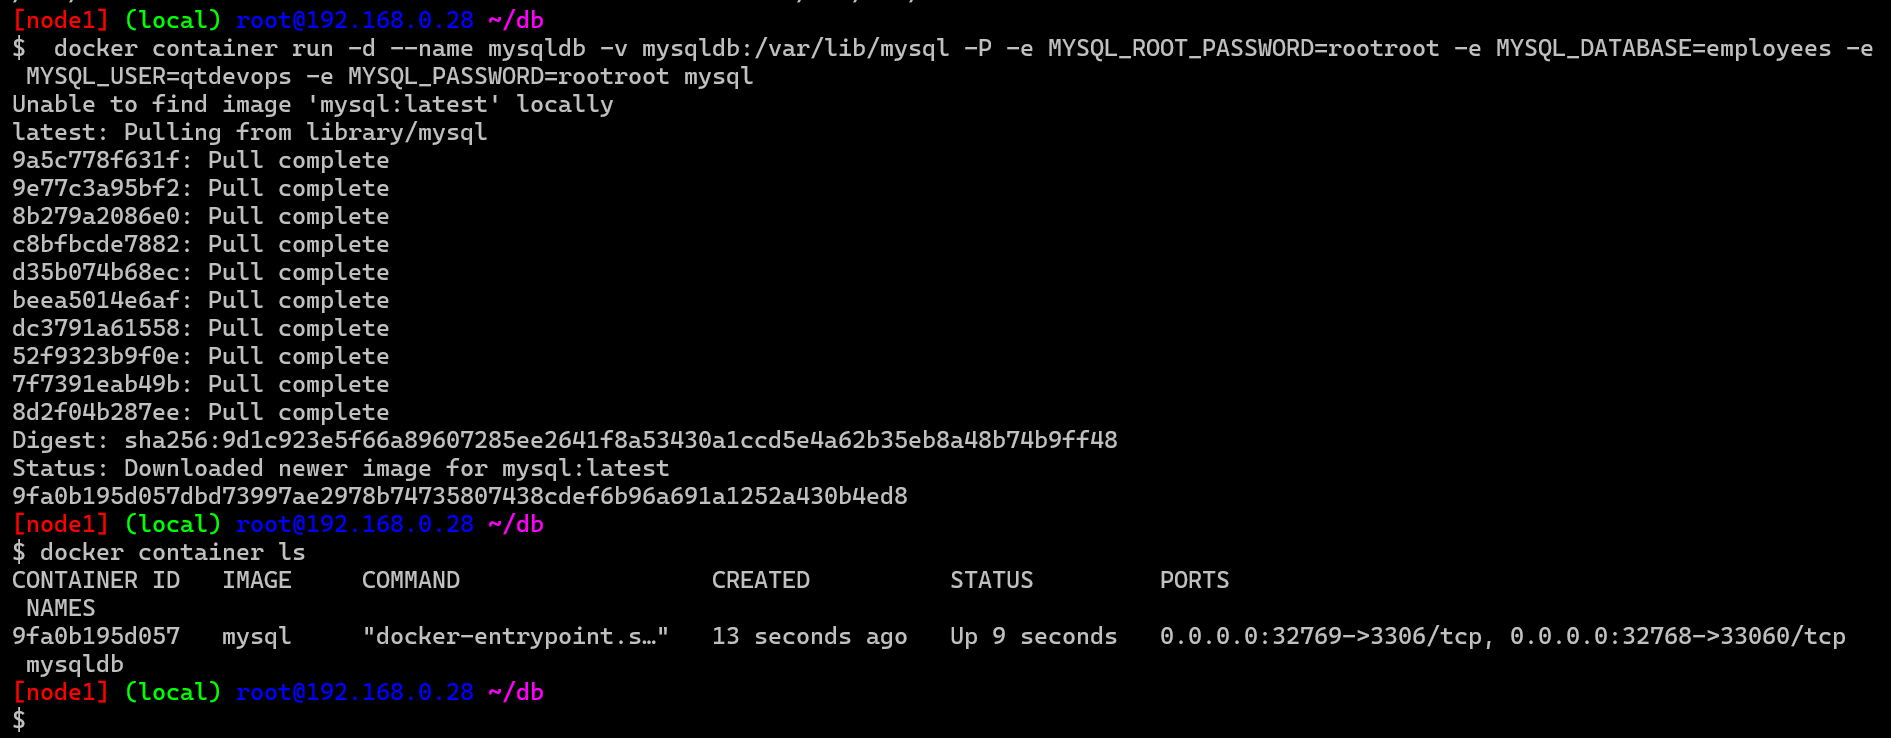 [node1] (local) root@192.168.0.28 ~/db
$  docker container run -d --name mysqldb -v mysqldb:/var/lib/mysql -P -e MYSQL_ROOT_PASSWORD=rootroot -e MYSQL_DATABASE=employees -e
 MYSQL_USER=qtdevops -e MYSQL_PASSWORD=rootroot mysql
Unable to find image 'mysql:latest' locally
latest: Pulling from library/mysql
9a5c778f631f: Pull complete
9e77c3a95bf2: Pull complete
8b279a2086e0: Pull complete
c8bfbcde7882: Pull complete
d35b074b68ec: Pull complete
beea5014e6af: Pull complete
dc3791a61558: Pull complete
52f9323b9f0e: Pull complete
7f7391eab49b: Pull complete
8d2f04b287ee: Pull complete
Digest: sha256:9d1c923e5f66a89607285ee2641f8a53430a1ccd5e4a62b35eb8a48b74b9ff48
Status: Downloaded newer image for mysql:latest
9fa0b195d057dbd73997ae2978b74735807438cdef6b96a691a1252a430b4ed8
[node1] (local) root@192.168.0.28 ~/db
$ docker container ls
CONTAINER ID   IMAGE     COMMAND                  CREATED          STATUS         PORTS
 NAMES
9fa0b195d057   mysql     "docker-entrypoint.s…"   13 seconds ago   Up 9 seconds   0.0.0.0:32769->3306/tcp, 0.0.0.0:32768->33060/tcp
 mysqldb
[node1] (local) root@192.168.0.28 ~/db
$